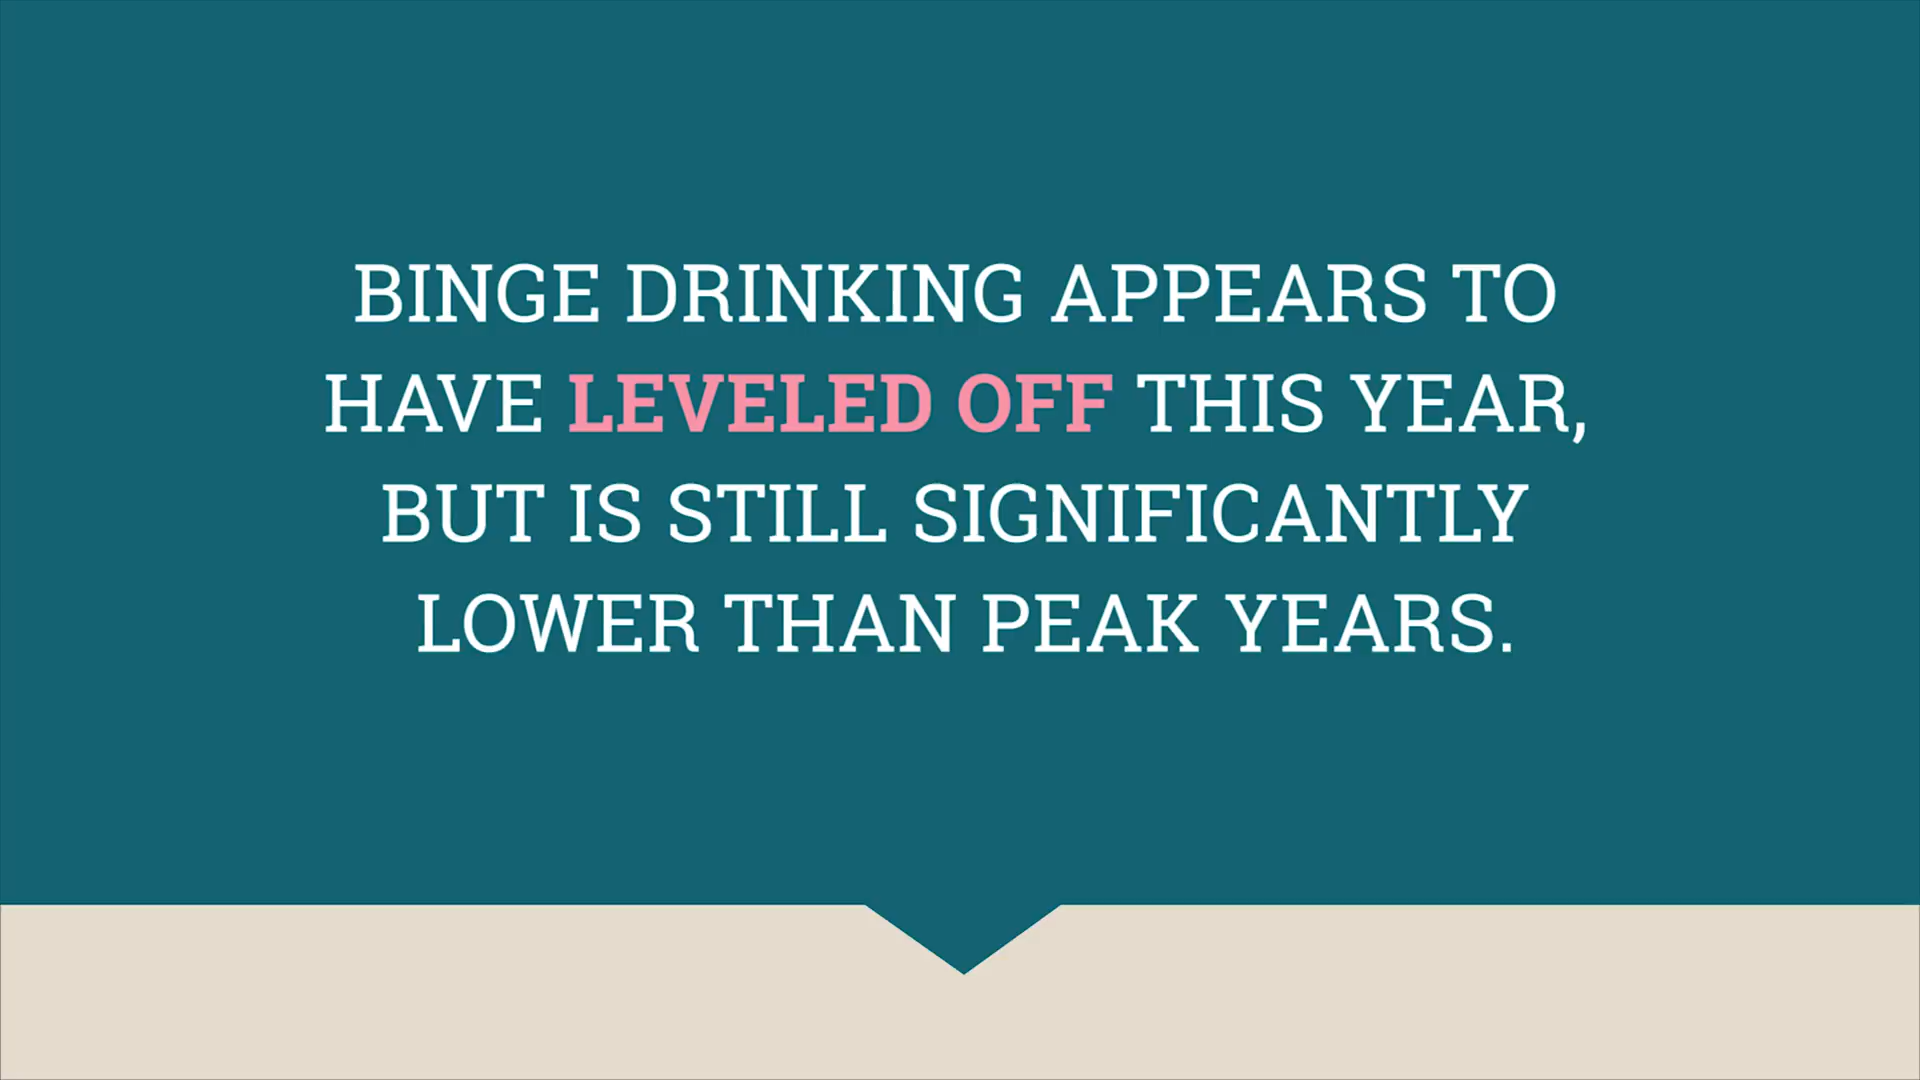 BINGE DRINKING APPEARS TO
HAVE LEVELED OFF THIS YEAR,
BUT IS STILL SIGNIFICANTLY
LOWER THAN PEAK YEARS.